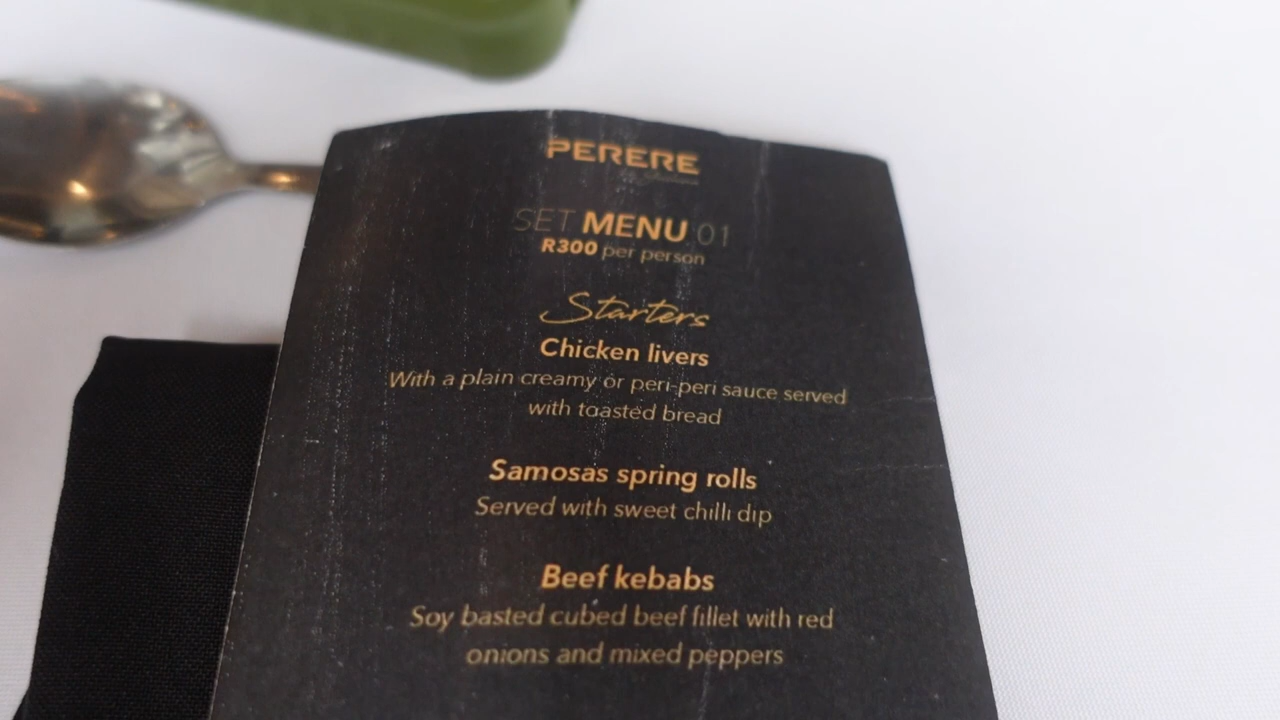 PERERE
SET MENU 01
R300 per person
Starters
Chicken livers
With a plain creamy or peri-peri sauce served
with toasted bread
Samosas spring rolls
Served with sweet chilli dip
Beef kebabs
Soy basted cubed beef fillet with red
onions and mixed peppers